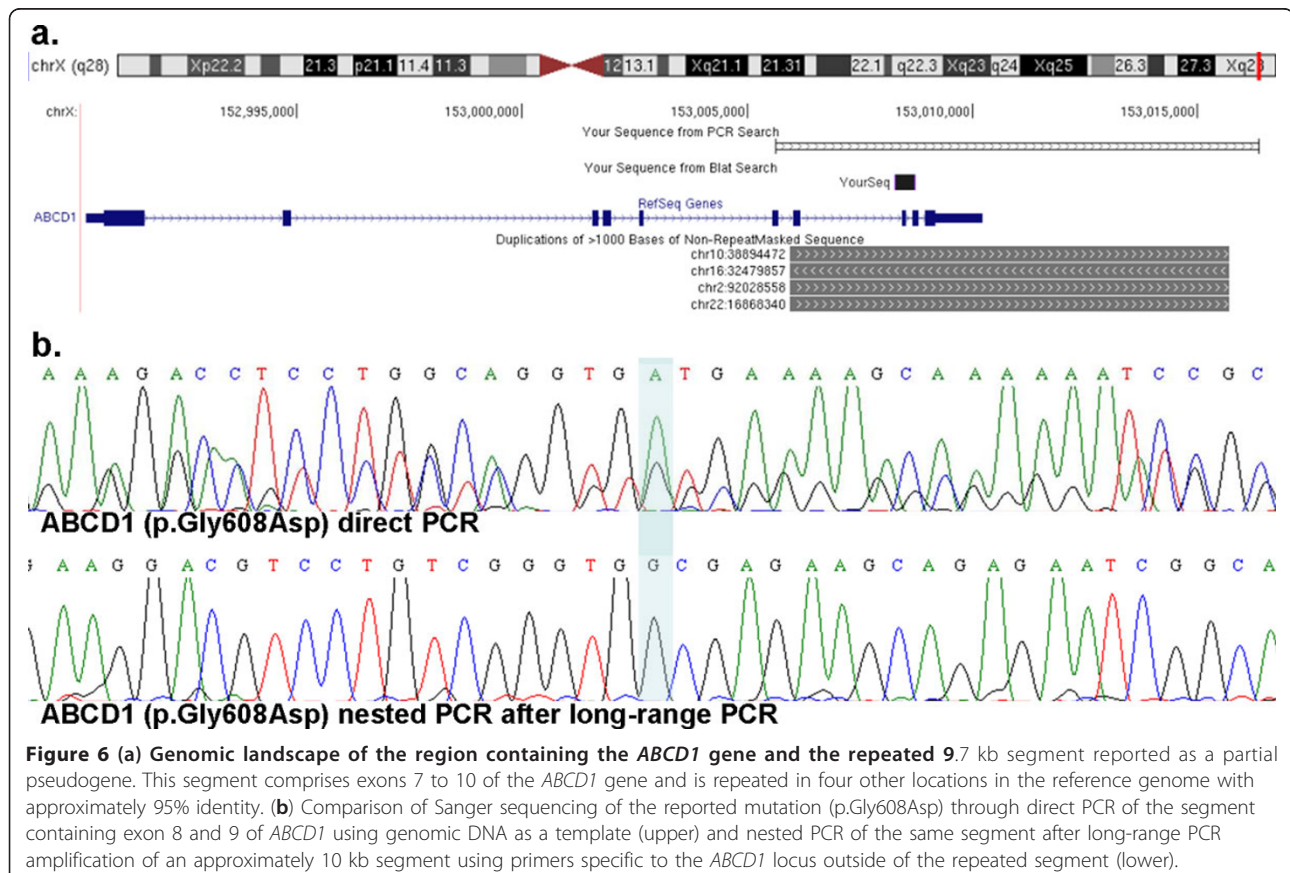 a.
chrX (q28) Xp22.2 21.3 p21.1 11.4 11.3 12 13.1 Xq21.1 21.31 22.1 q22.3 Xq23 q24 Xq25 26.3 27.3 Xq28
chrX: 152,995,000 153,000,000 153,005,000 153,010,000 153,015,000
Your Sequence from PCR Search
Your Sequence from Blat Search
YourSeq
RefSeq Genes
ABCD1
Duplications of >1000 Bases of Non-RepeatMasked Sequence
chr10:38894472
chr16:32479857
chr2:92028558
chr22:16868340
b.
A A A G A C C T C C T G G C A G G T G A T G A A A A G C A A A A A A T C C G C
ABCD1 (p.Gly608Asp) direct PCR
G A A G G A C G T C C T G T C G G G T G G C G A G A A G C A G A G A A T C G G C A
ABCD1 (p.Gly608Asp) nested PCR after long-range PCR
Figure 6 (a) Genomic landscape of the region containing the ABCD1 gene and the repeated 9.7 kb segment reported as a partial
pseudogene. This segment comprises exons 7 to 10 of the ABCD1 gene and is repeated in four other locations in the reference genome with
approximately 95% identity. (b) Comparison of Sanger sequencing of the reported mutation (p.Gly608Asp) through direct PCR of the segment
containing exon 8 and 9 of ABCD1 using genomic DNA as a template (upper) and nested PCR of the same segment after long-range PCR
amplification of an approximately 10 kb segment using primers specific to the ABCD1 locus outside of the repeated segment (lower).